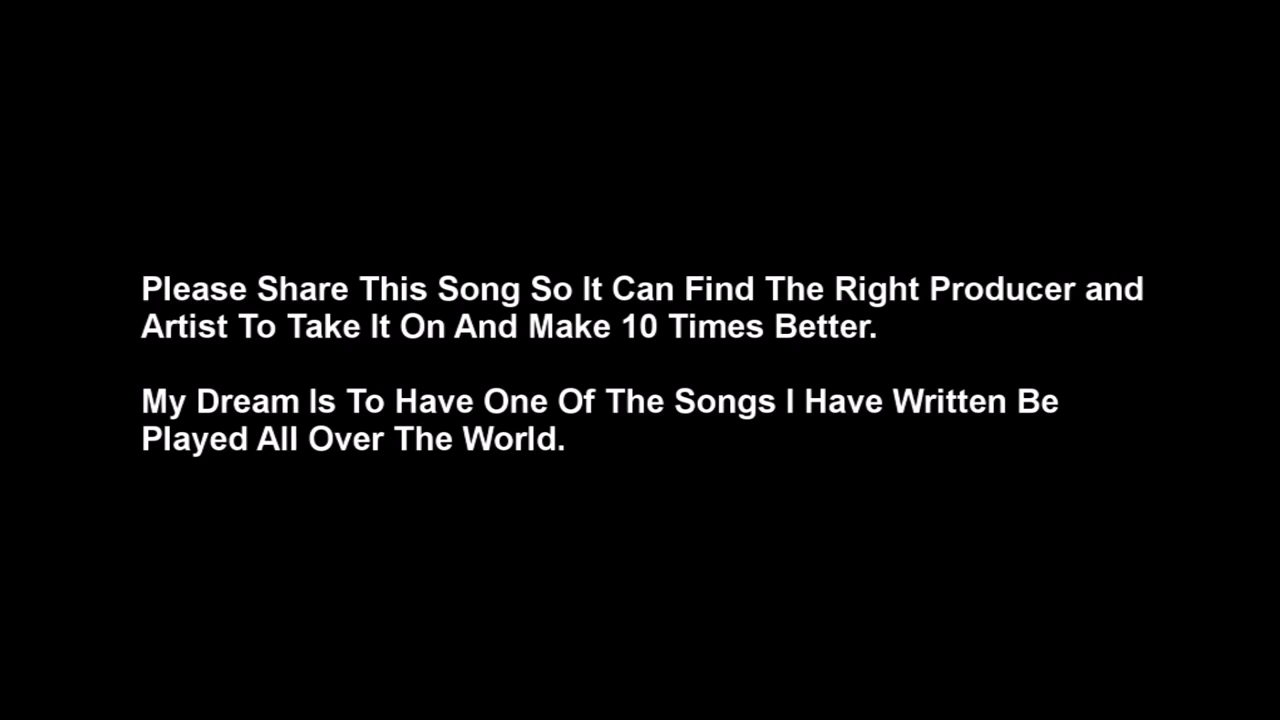 Please Share This Song So It Can Find The Right Producer and
Artist To Take It On And Make 10 Times Better.
My Dream Is To Have One Of The Songs I Have Written Be
Played All Over The World.